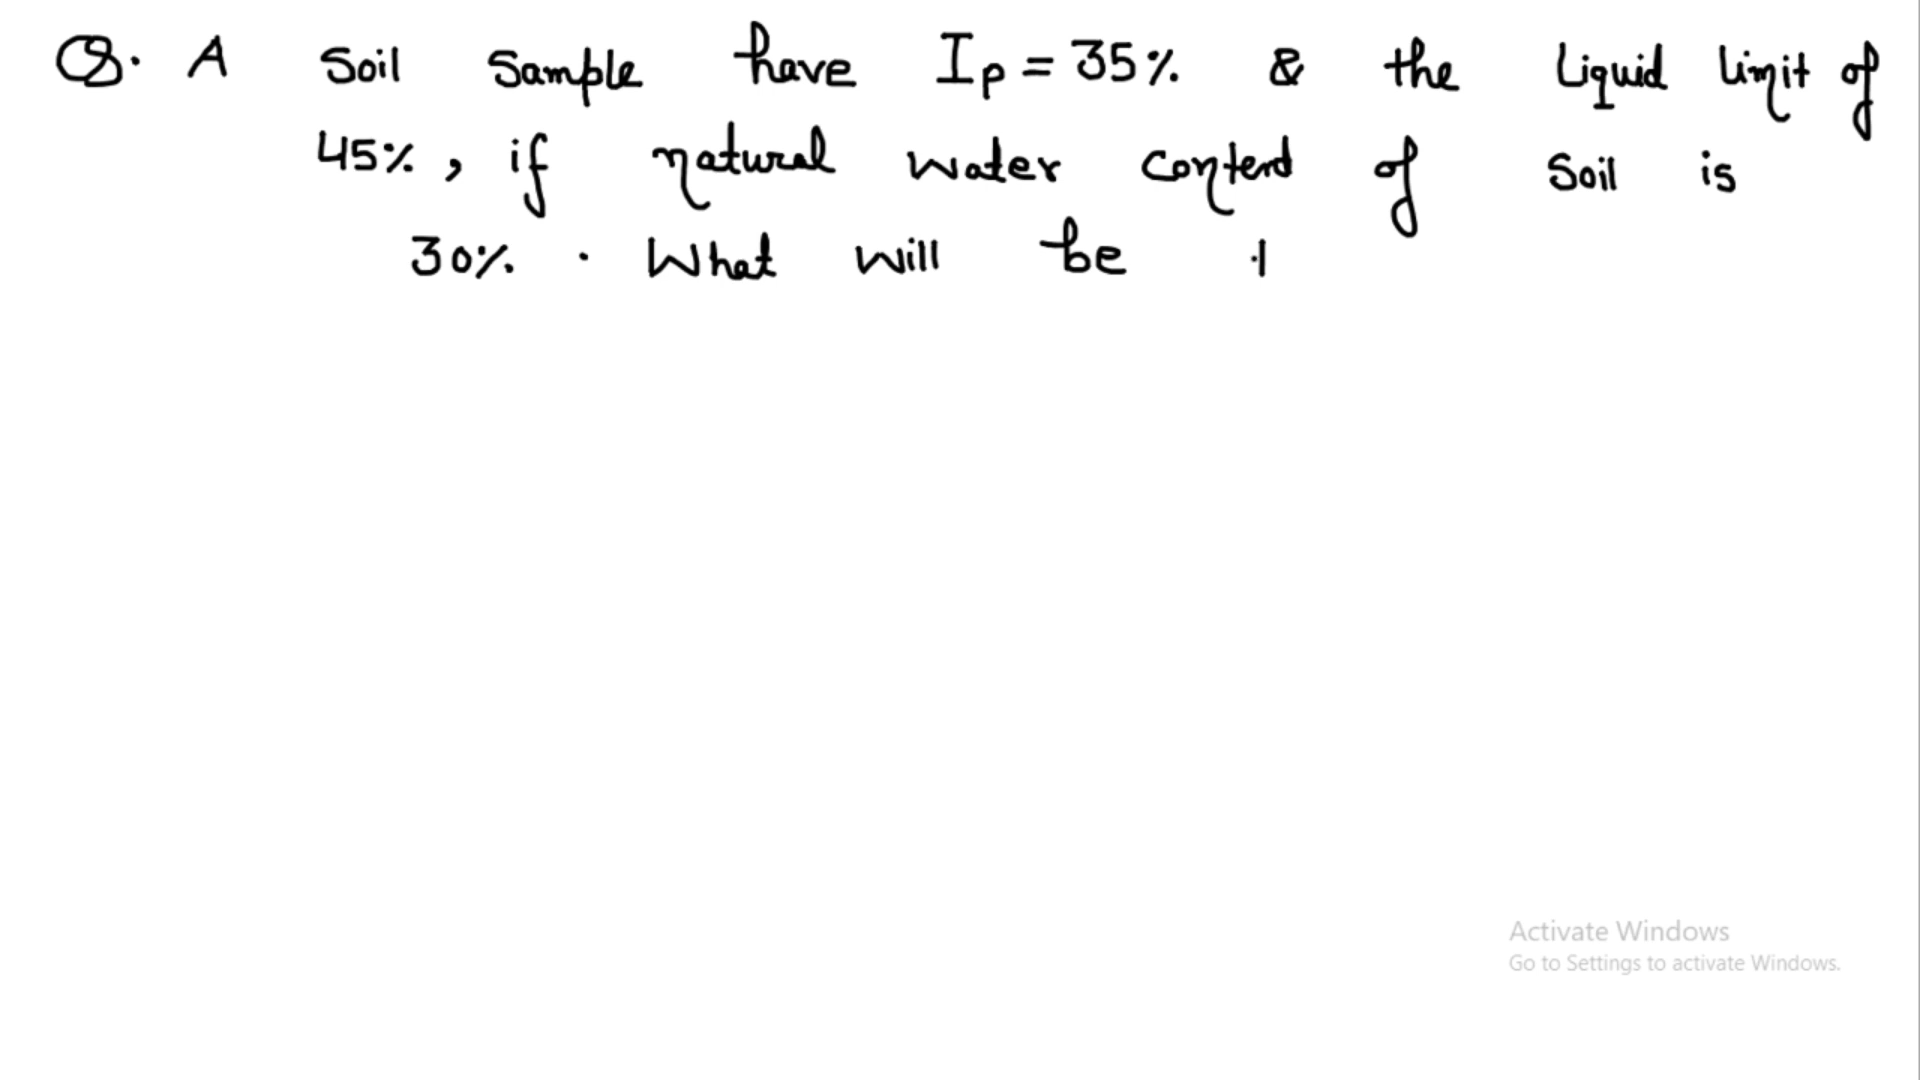 Q. A Soil Sample have Ip = 35% & the Liquid limit of
45%, if natural water content of Soil is
30%. What will be
Activate Windows
Go to Settings to activate Windows.